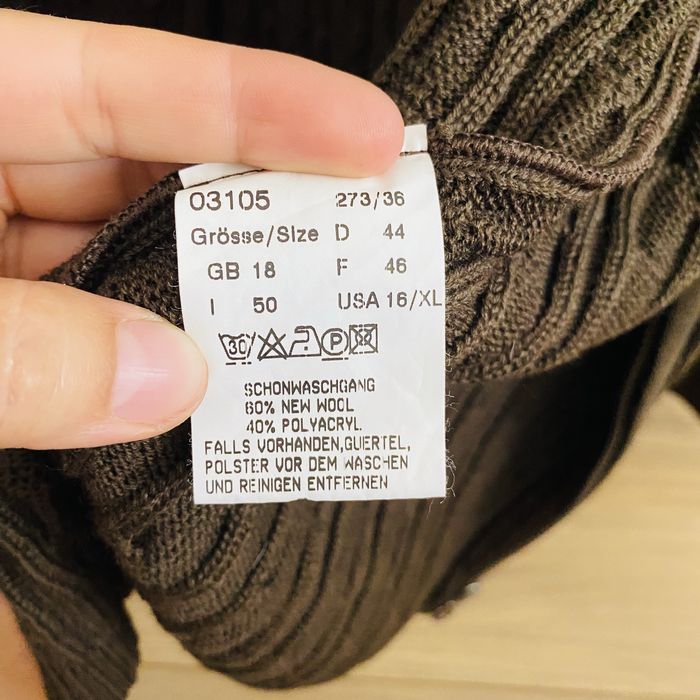 03105 273/36
Grösse/Size D 44
GB 18 F 46
I 50 USA 16/XL
30 P
SCHONWASCHGANG
60% NEW WOOL
40% POLYACRYL.
FALLS VORHANDEN,GUERTEL,
POLSTER VOR DEM WASCHEN
UND REINIGEN ENTFERNEN